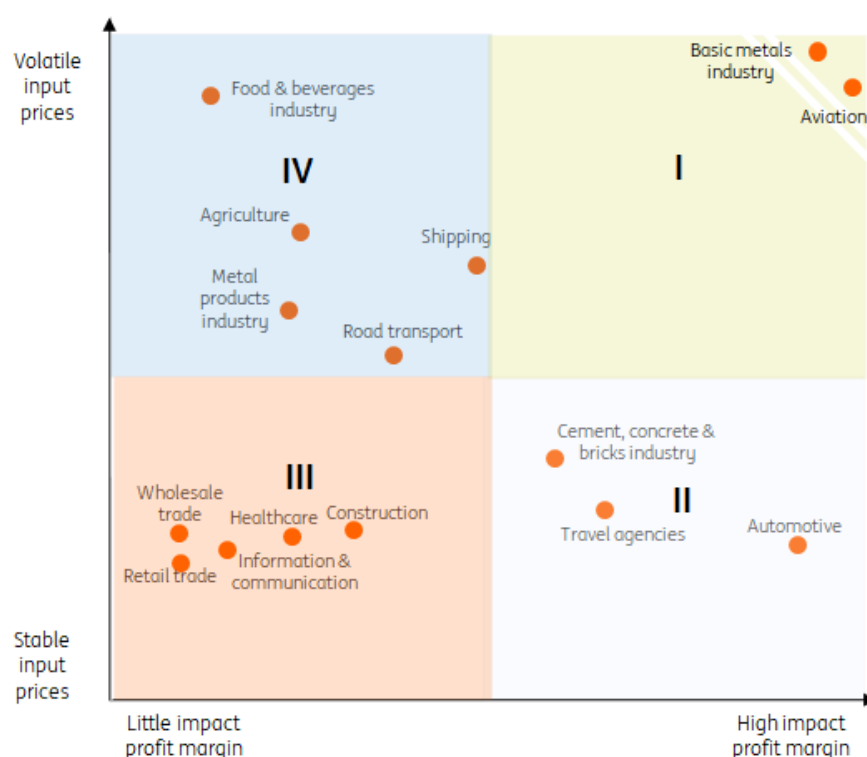 Volatile
input
prices
Basic metals
industry
Aviation
Food & beverages
industry
IV
I
Agriculture
Shipping
Metal
products
industry
Road transport
Cement, concrete &
bricks industry
III
II
Wholesale
trade
Healthcare
Construction
Travel agencies
Automotive
Retail trade
Information &
communication
Stable
input
prices
Little impact
profit margin
High impact
profit margin